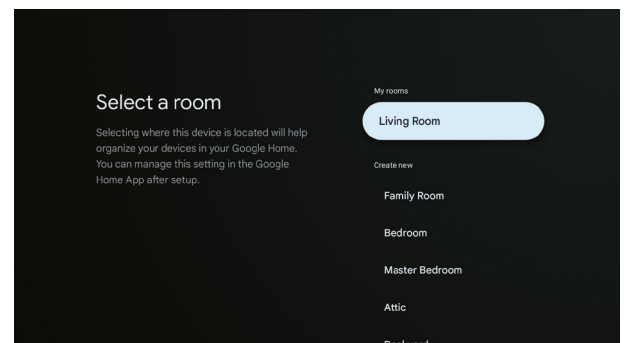 Select a room
Selecting where this device is located will help
organize your devices in your Google Home.
You can manage this setting in the Google
Home App after setup.
My rooms
Living Room
Create new
Family Room
Bedroom
Master Bedroom
Attic